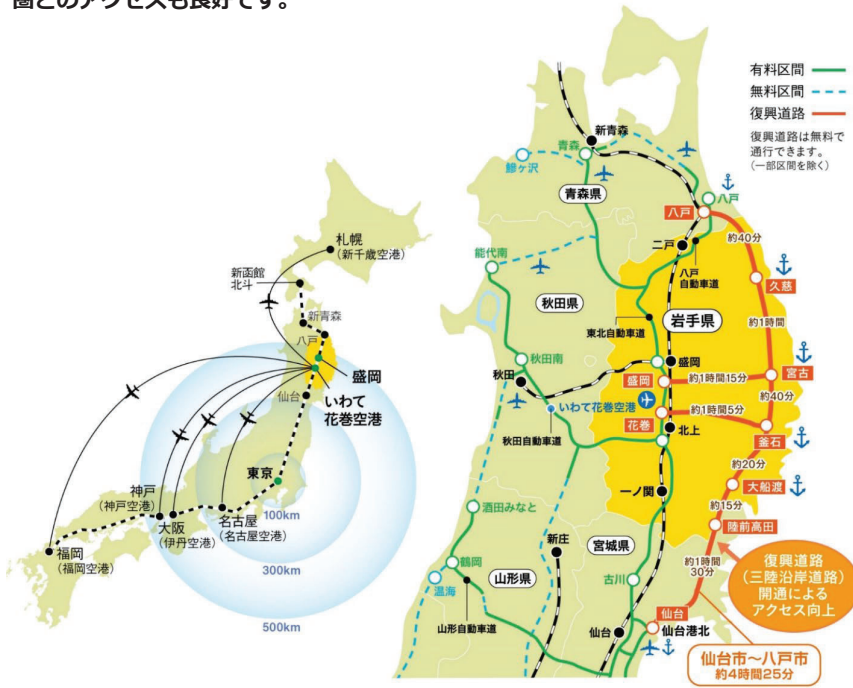 圏とのアクセスも良好です。
札幌
（新千歳空港）
新函館
北斗
新青森
八戸
盛岡
いわて
花巻空港
仙台
東京
神戸
（神戸空港）
大阪
（伊丹空港）
名古屋
（名古屋空港）
福岡
（福岡空港）
100km
300km
500km
有料区間
無料区間
復興道路
復興道路は無料で
通行できます。
（一部区間を除く）
新青森
青森
鰺ヶ沢
青森県
八戸
八戸
約40分
二戸
八戸
自動車道
久慈
能代南
秋田県
岩手県
東北自動車道
約1時間
秋田南
秋田
盛岡
盛岡
約1時間15分
宮古
いわて花巻空港
約40分
花巻
約1時間5分
北上
釜石
秋田自動車道
約20分
一ノ関
大船渡
約15分
酒田みなと
陸前高田
新庄
宮城県
鶴岡
山形県
古川
温海
約1時間
30分
復興道路
（三陸沿岸道路）
開通による
アクセス向上
山形自動車道
仙台
仙台
仙台港北
仙台市～八戸市
約4時間25分